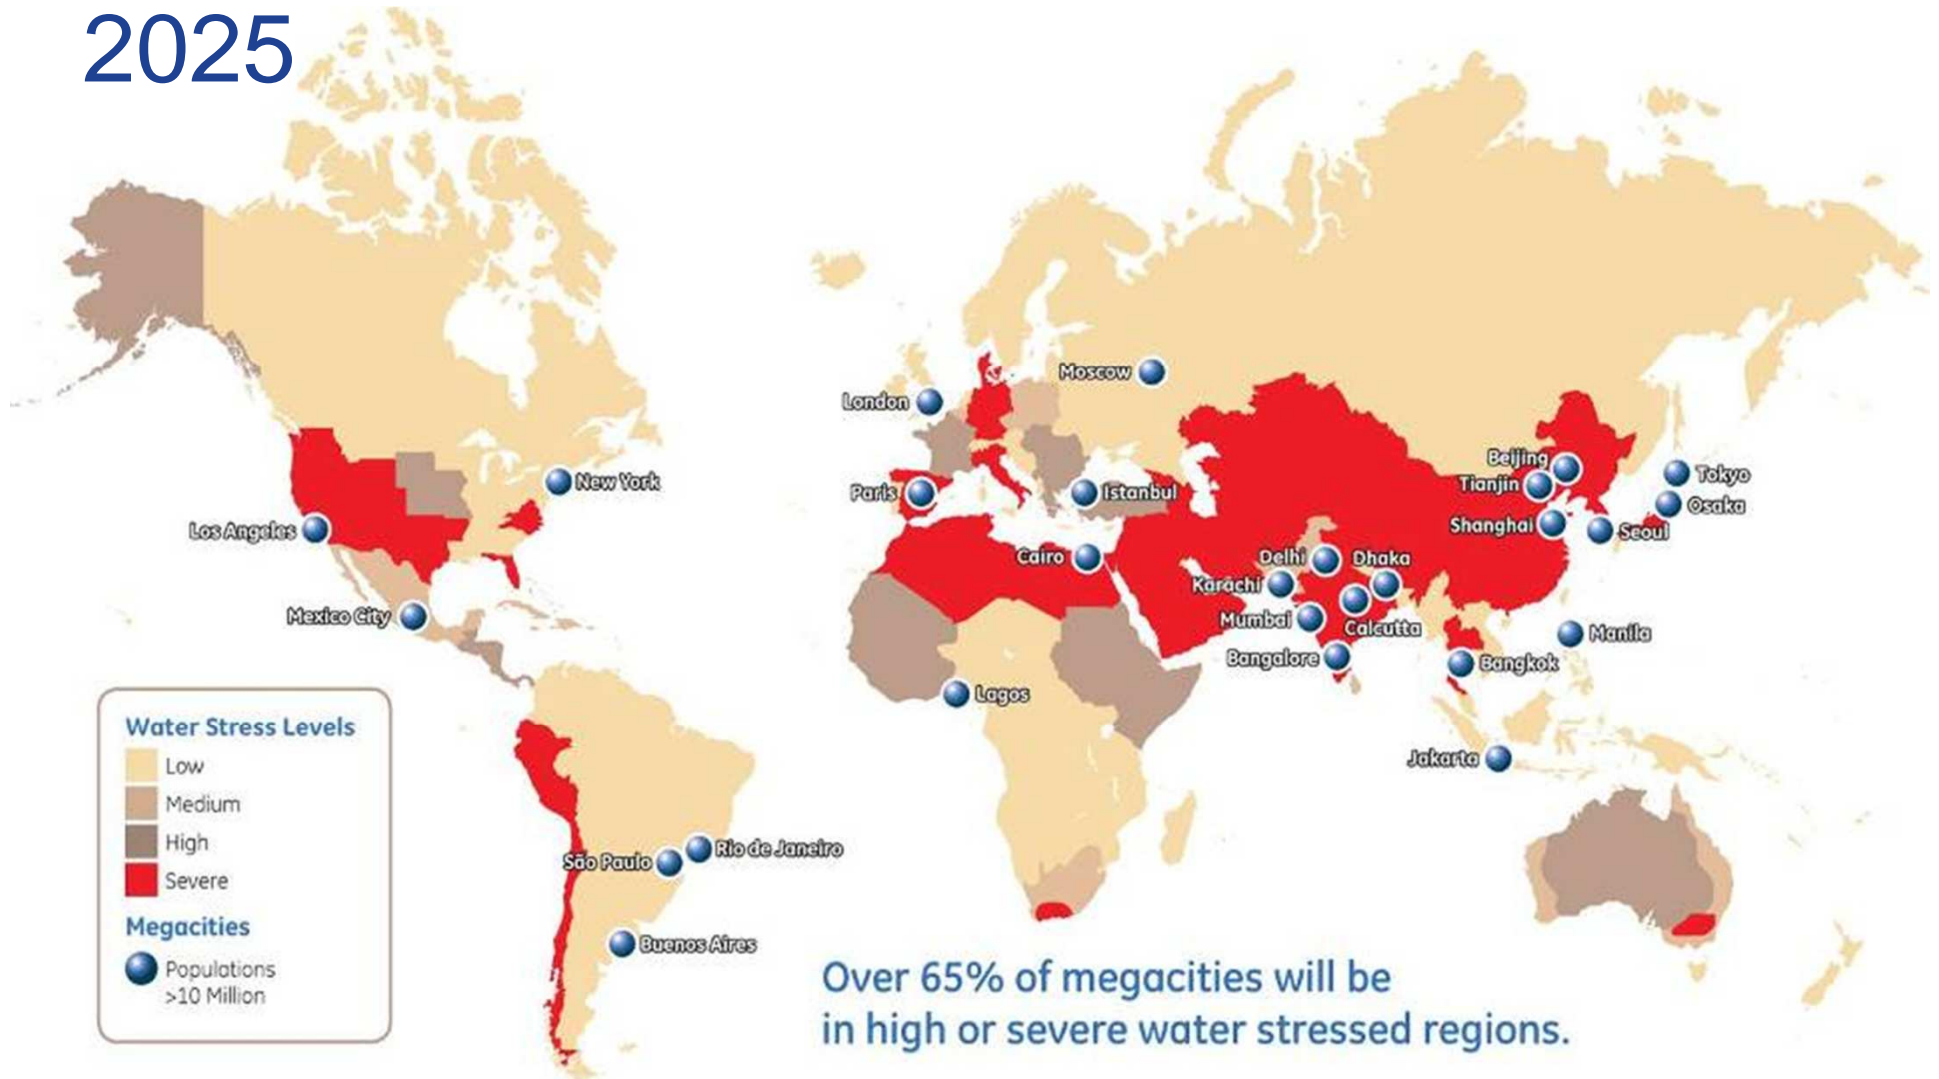 2025
Moscow
London
New York
Paris
Istanbul
Beijing
Tianjin
Tokyo
Osaka
Los Angeles
Shanghai
Seoul
Cairo
Delhi
Dhaka
Karachi
Mexico City
Mumbai
Calcutta
Manila
Bangalore
Bangkok
Lagos
Jakarta
Water Stress Levels
Low
Medium
High
Severe
Megacities
Populations
>10 Million
São Paulo
Rio de Janeiro
Buenos Aires
Over 65% of megacities will be
in high or severe water stressed regions.